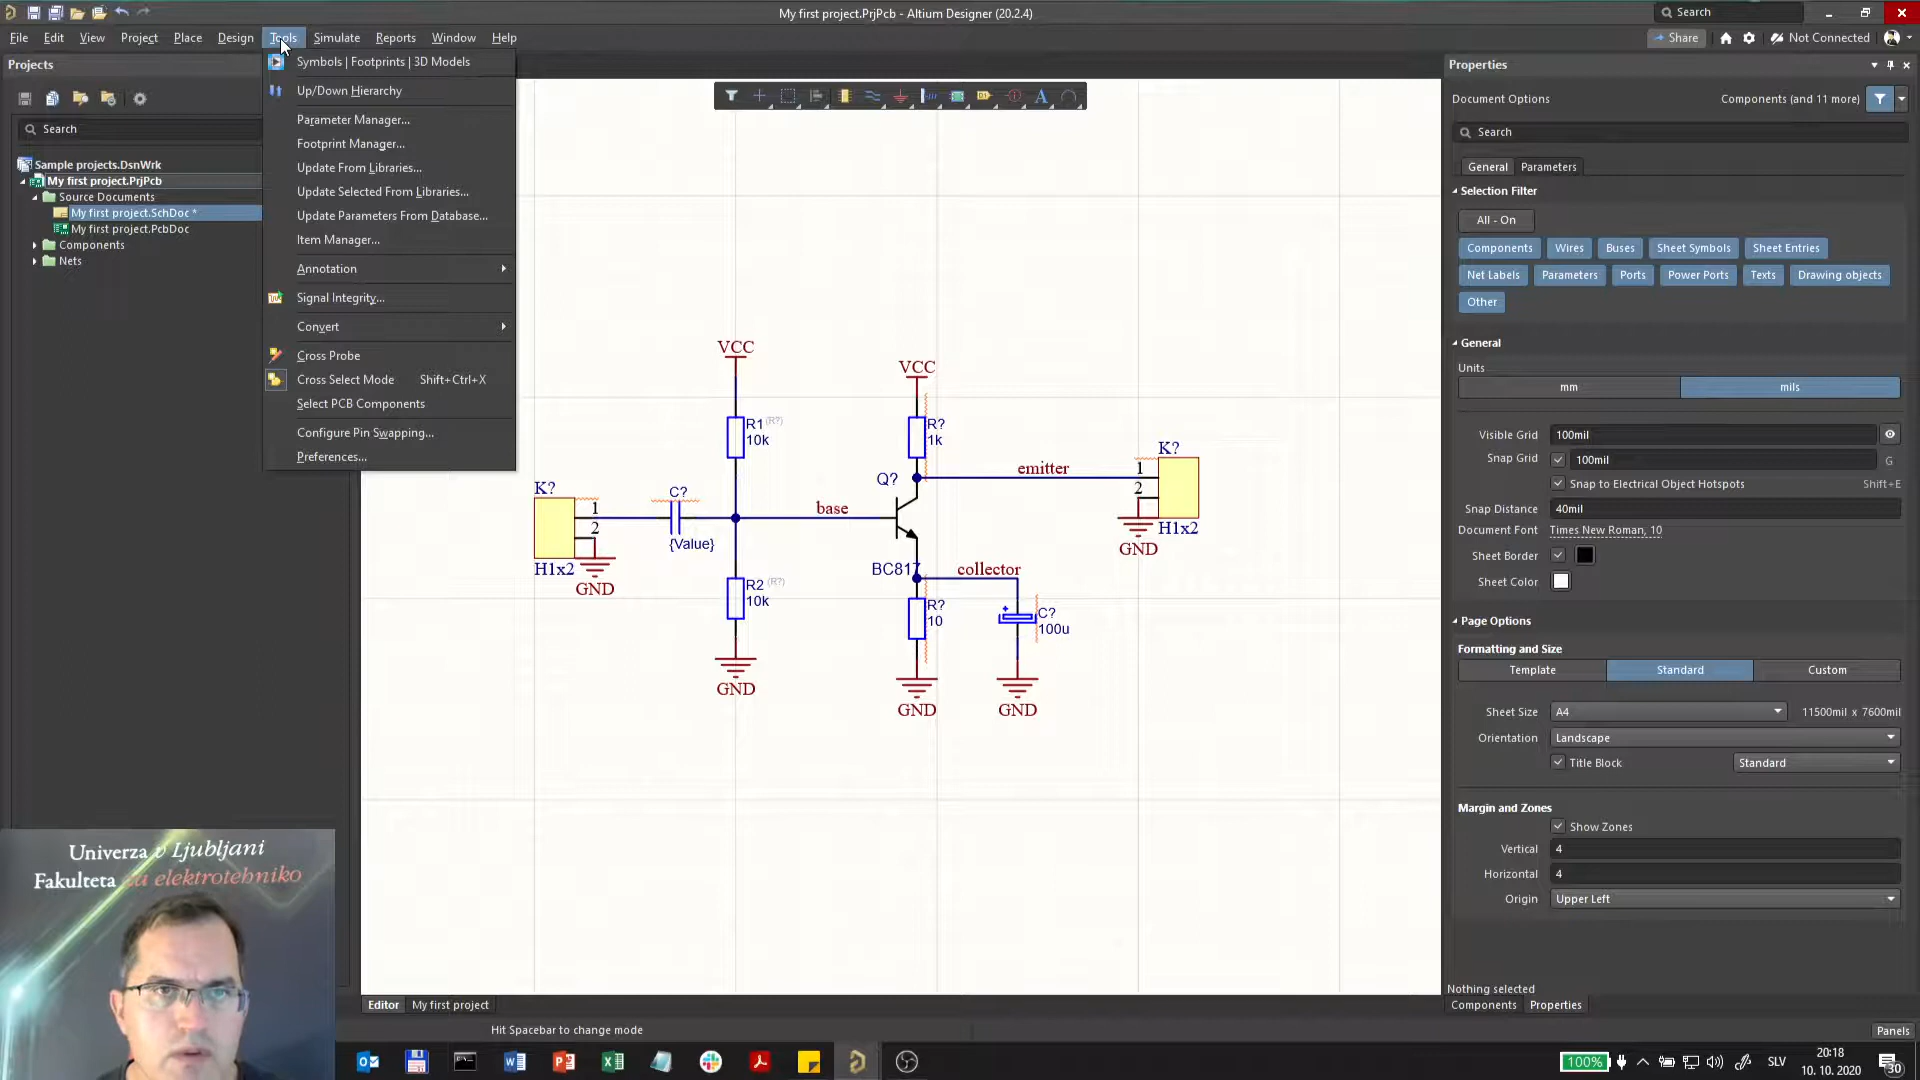 My first project.PrjPcb - Altium Designer (20.2.4)
Search
File Edit View Project Place Design Tools Simulate Reports Window Help
Share
Not Connected
Projects
Search
Sample projects.DsnWrk
My first project.PrjPcb
Source Documents
My first project.SchDoc *
My first project.PcbDoc
Components
Nets
Symbols | Footprints | 3D Models
Up/Down Hierarchy
Parameter Manager...
Footprint Manager...
Update From Libraries...
Update Selected From Libraries...
Update Parameters From Database...
Item Manager...
Annotation
Signal Integrity...
Convert
Cross Probe
Cross Select Mode Shift+Ctrl+X
Select PCB Components
Configure Pin Swapping...
Preferences...
VCC
VCC
R1 (R?)
10k
R?
1k
K?
1
2
emitter
Q?
K?
1
2
C?
{Value}
base
H1x2
GND
H1x2
GND
BC817
collector
R2 (R?)
10k
R?
10
C?
100u
GND
GND
GND
Properties
Document Options Components (and 11 more)
Search
General Parameters
Selection Filter
All - On
Components Wires Buses Sheet Symbols Sheet Entries
Net Labels Parameters Ports Power Ports Texts Drawing objects
Other
General
Units
mm mils
Visible Grid 100mil
Snap Grid 100mil G
Snap to Electrical Object Hotspots Shift+E
Snap Distance 40mil
Document Font Times New Roman, 10
Sheet Border
Sheet Color
Page Options
Formatting and Size
Template Standard Custom
Sheet Size A4 11500mil x 7600mil
Orientation Landscape
Title Block Standard
Margin and Zones
Show Zones
Vertical 4
Horizontal 4
Origin Upper Left
Nothing selected
Components Properties
Univerza v Ljubljani
Fakulteta za elektrotehniko
Editor My first project
Hit Spacebar to change mode
Panels
100%
SLV
20:18
10. 10. 2020
30